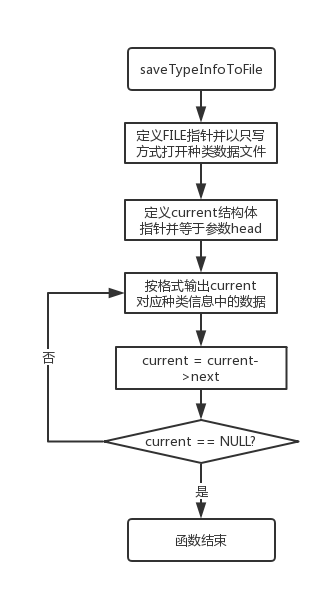 saveTypeInfoToFile
定义FILE指针并以只写
方式打开种类数据文件
定义current结构体
指针并等于参数head
按格式输出current
对应种类信息中的数据
否
current = current-
>next
current == NULL?
是
函数结束